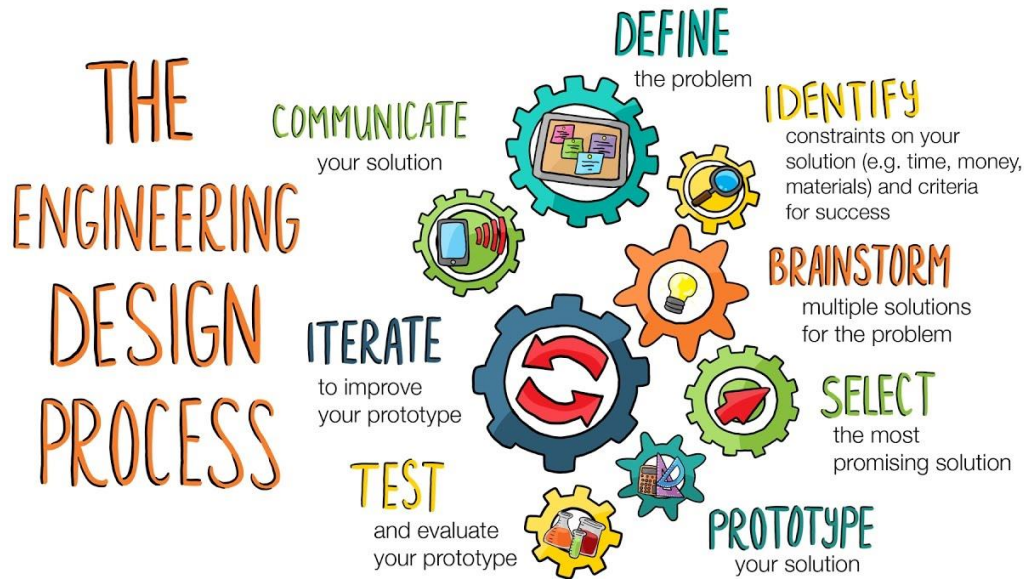 THE
ENGINEERING
DESIGN
PROCESS
DEFINE
the problem
IDENTIFY
constraints on your
solution (e.g. time, money,
materials) and criteria
for success
BRAINSTORM
multiple solutions
for the problem
SELECT
the most
promising solution
PROTOTYPE
your solution
TEST
and evaluate
your prototype
ITERATE
to improve
your prototype
COMMUNICATE
your solution